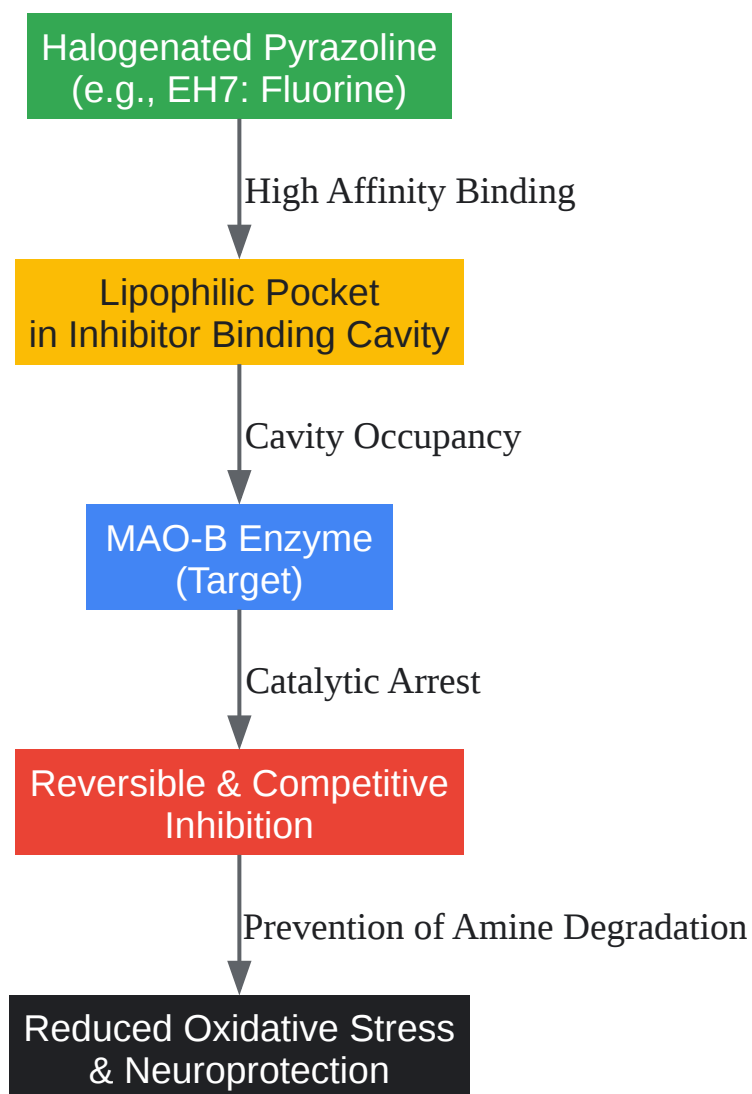 Halogenated Pyrazoline
(e.g., EH7: Fluorine)
High Affinity Binding
Lipophilic Pocket
in Inhibitor Binding Cavity
Cavity Occupancy
MAO-B Enzyme
(Target)
Catalytic Arrest
Reversible & Competitive
Inhibition
Prevention of Amine Degradation
Reduced Oxidative Stress
& Neuroprotection